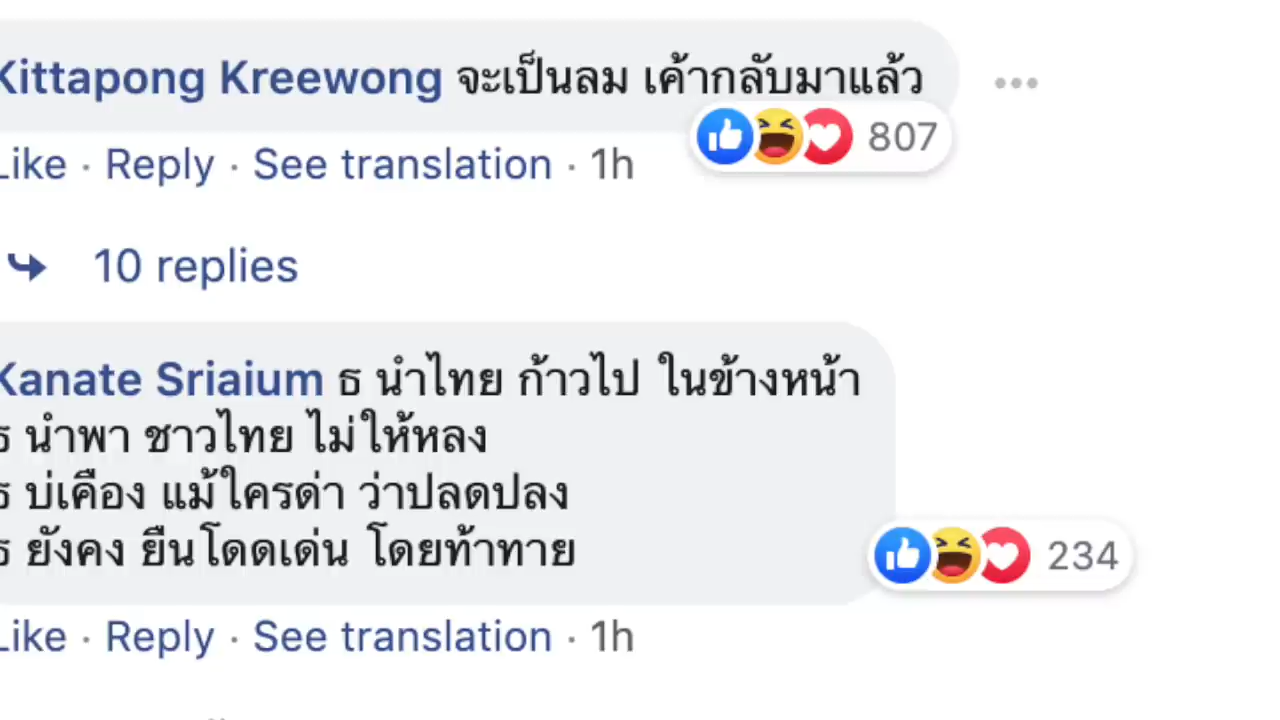 Kittapong Kreewong จะเป็นลม เค้ากลับมาแล้ว
807
Like · Reply · See translation · 1h
10 replies
Kanate Sriaium ธ นำไทย ก้าวไป ในข้างหน้า
ธ นำพา ชาวไทย ไม่ให้หลง
ธ บ่เคือง แม้ใครด่า ว่าปลดปลง
ธ ยังคง ยืนโดดเด่น โดยท้าทาย
234
Like · Reply · See translation · 1h